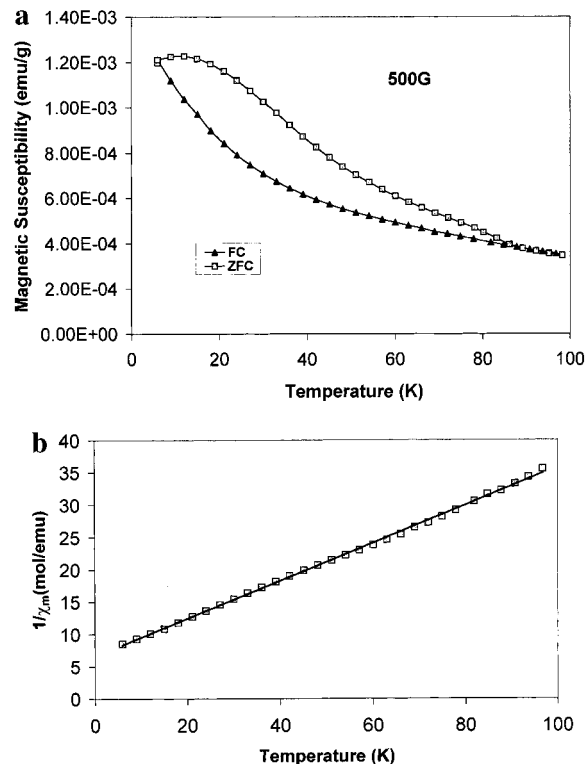 a
1.40E-03
1.20E-03
1.00E-03
8.00E-04
6.00E-04
4.00E-04
2.00E-04
0.00E+00
Magnetic Susceptibility (emu/g)
500G
FC
ZFC
0 20 40 60 80 100
Temperature (K)
b
40
35
30
25
20
15
10
5
0
1/χm(mol/emu)
0 20 40 60 80 100
Temperature (K)